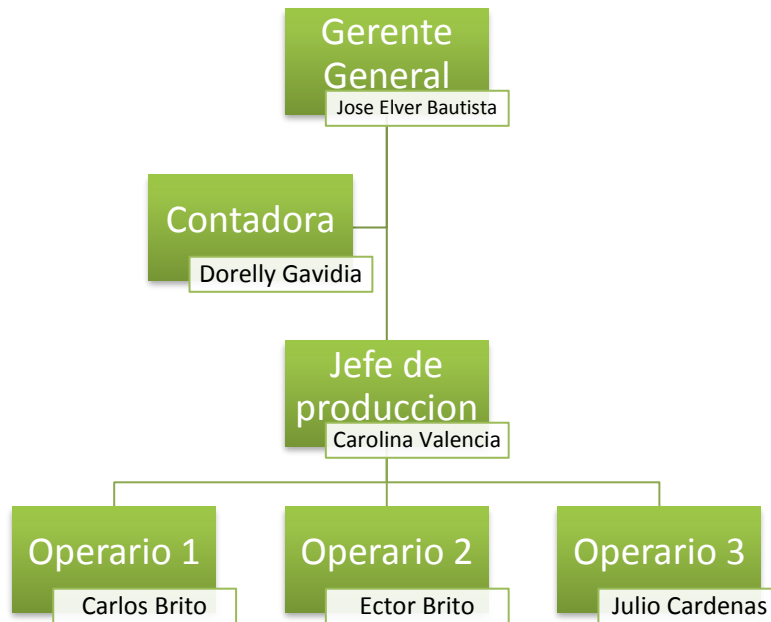 Gerente
General
Jose Elver Bautista
Contadora
Dorelly Gavidia
Jefe de
produccion
Carolina Valencia
Operario 1
Carlos Brito
Operario 2
Ector Brito
Operario 3
Julio Cardenas